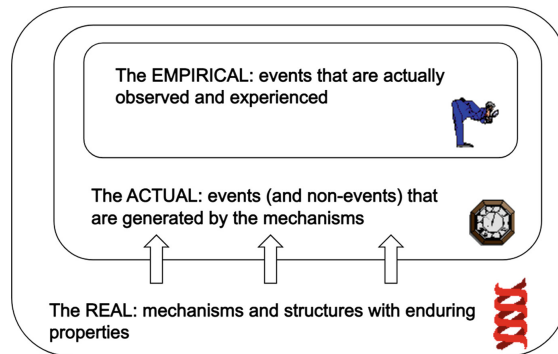 The EMPIRICAL: events that are actually
observed and experienced
The ACTUAL: events (and non-events) that
are generated by the mechanisms
The REAL: mechanisms and structures with enduring
properties